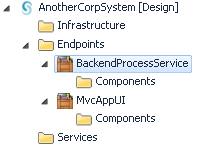 AnotherCorpSystem [Design]
Infrastructure
Endpoints
BackendProcessService
Components
MvcAppUI
Components
Services